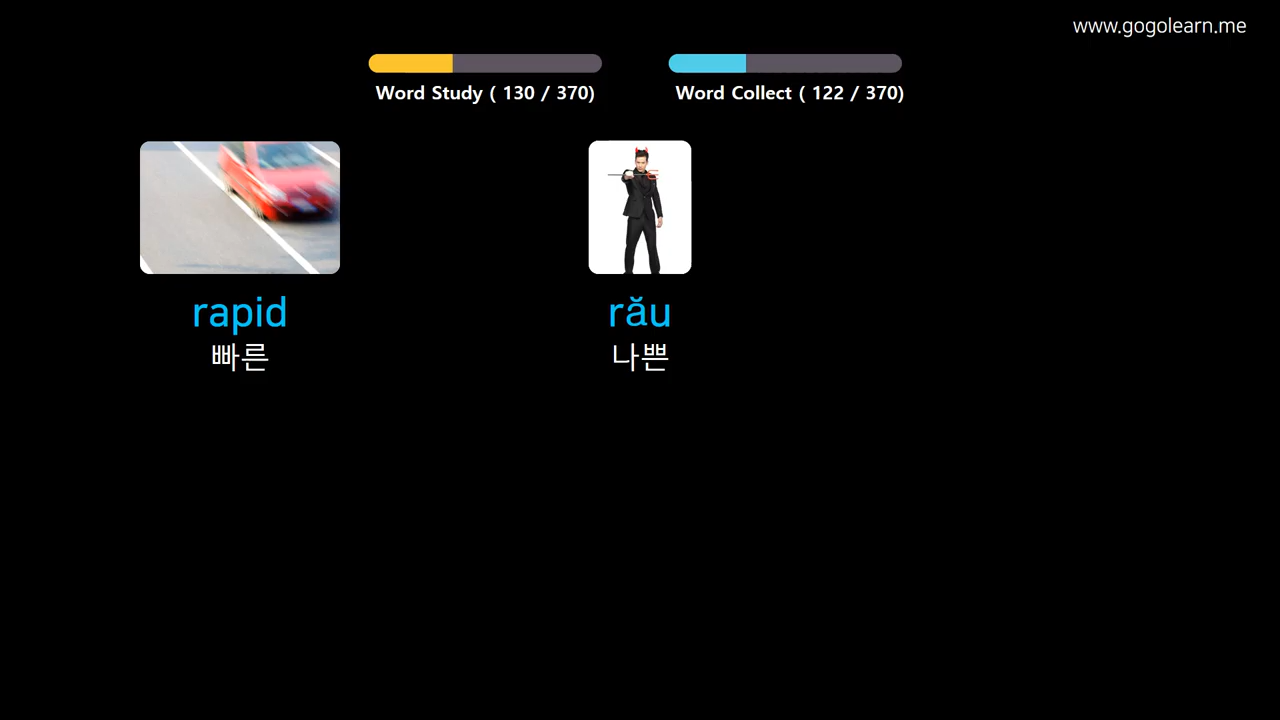 www.gogolearn.me
Word Study ( 130 / 370)
Word Collect ( 122 / 370)
rapid
빠른
rău
나쁜